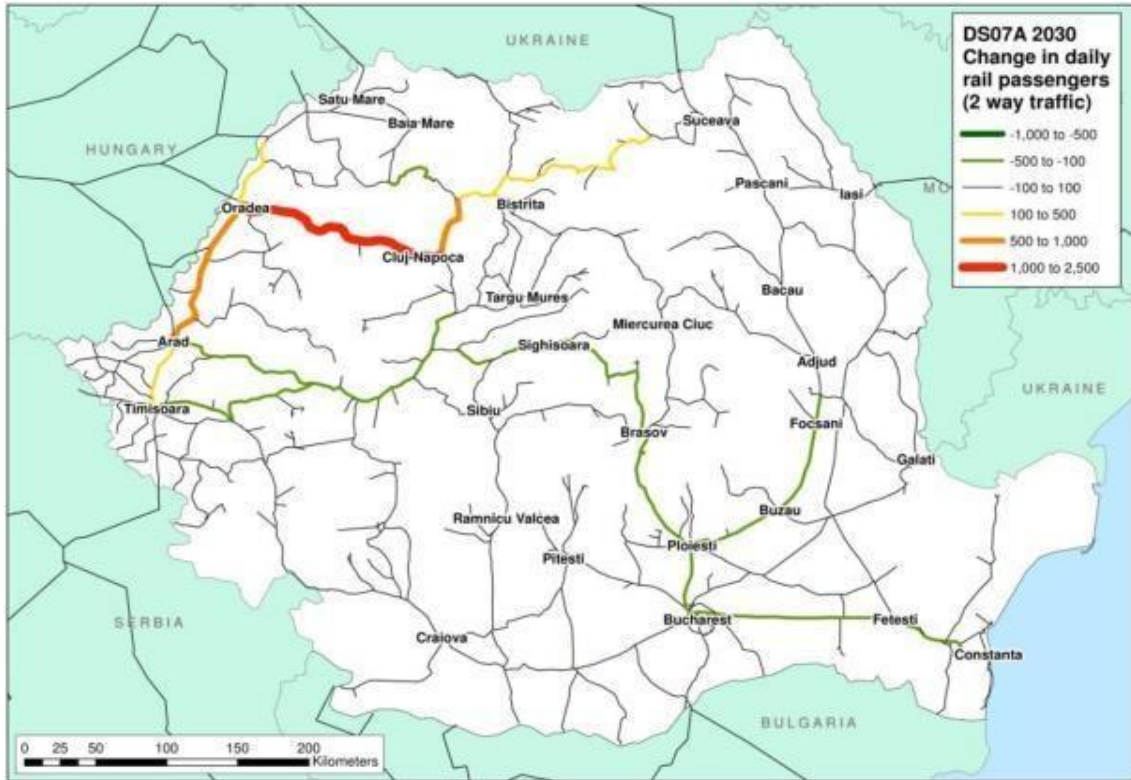 UKRAINE
DS07A 2030
Change in daily
rail passengers
(2 way traffic)
-1,000 to -500
-500 to -100
-100 to 100
100 to 500
500 to 1,000
1,000 to 2,500
Satu Mare
Baia Mare
Suceava
HUNGARY
Pascani
Iasi
MO
Oradea
Bistrita
Cluj-Napoca
Bacau
Targu Mures
Miercurea Ciuc
Arad
Sighisoara
Adjud
UKRAINE
Timisoara
Sibiu
Focsani
Brasov
Galati
Buzau
Ramnicu Valcea
Ploiesti
Pitesti
SERBIA
Bucharest
Fetesti
Craiova
Constanta
BULGARIA
0 25 50 100 150 200
Kilometers